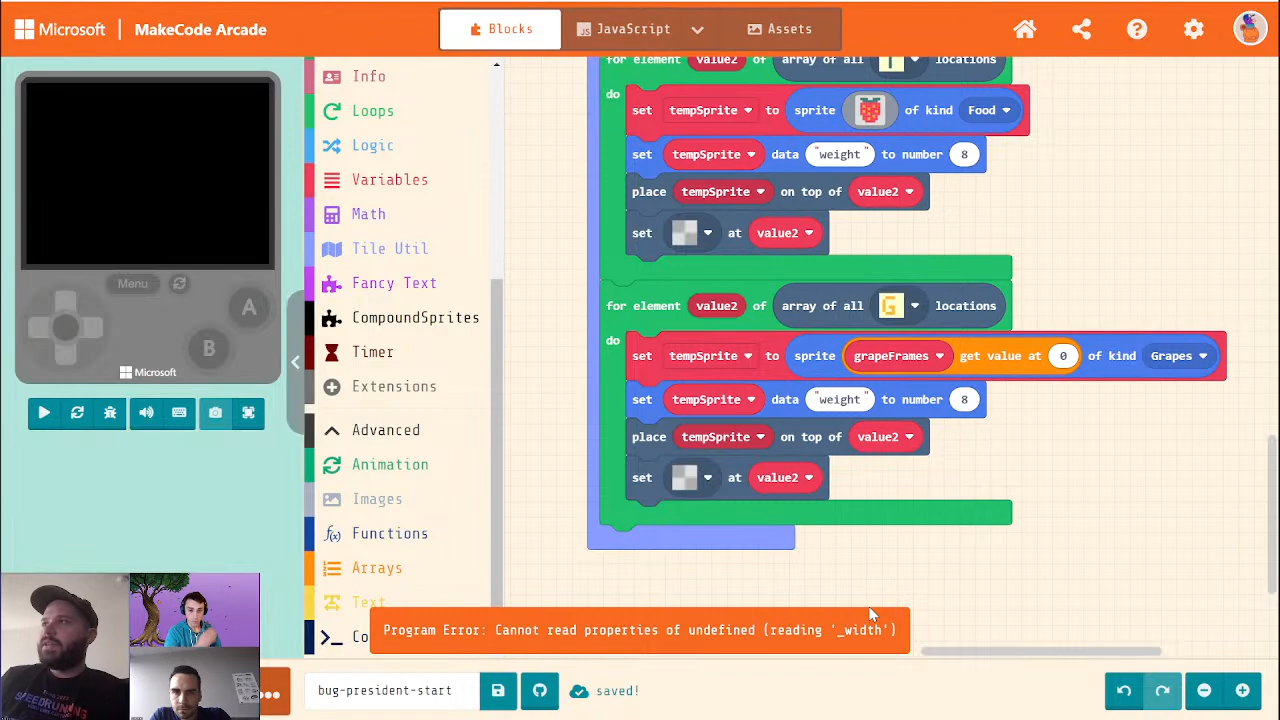 Microsoft MakeCode Arcade Blocks JavaScript Assets
Info
Loops
Logic
Variables
Math
Tile Util
Fancy Text
CompoundSprites
Timer
Extensions
Advanced
Animation
Images
Functions
Arrays
Text
Co
Menu
A
B
Microsoft
for element value2 of array of all T locations
do
set tempSprite to sprite of kind Food
set tempSprite data "weight" to number 8
place tempSprite on top of value2
set at value2
for element value2 of array of all G locations
do
set tempSprite to sprite grapeFrames get value at 0 of kind Grapes
set tempSprite data "weight" to number 8
place tempSprite on top of value2
set at value2
Program Error: Cannot read properties of undefined (reading '_width')
bug-president-start saved!